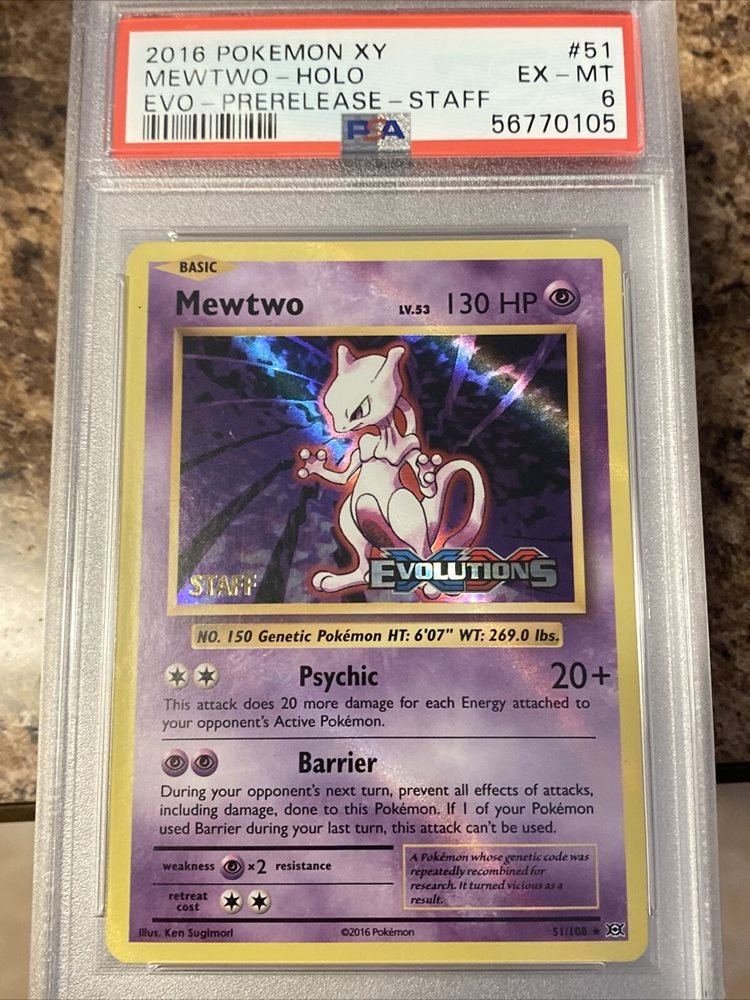 2016 POKEMON XY #51
MEWTWO-HOLO EX-MT
EVO-PRERELEASE-STAFF 6
PSA 56770105
BASIC
Mewtwo LV.53 130 HP
STAFF
EVOLUTIONS
NO. 150 Genetic Pokémon HT: 6'07" WT: 269.0 lbs.
Psychic 20+
This attack does 20 more damage for each Energy attached to
your opponent's Active Pokémon.
Barrier
During your opponent's next turn, prevent all effects of attacks,
including damage, done to this Pokémon. If 1 of your Pokémon
used Barrier during your last turn, this attack can't be used.
weakness ×2 resistance
retreat
cost
A Pokémon whose genetic code was
repeatedly recombined for
research. It turned vicious as a
result.
Illus. Ken Sugimori ©2016 Pokémon 51/108 ★